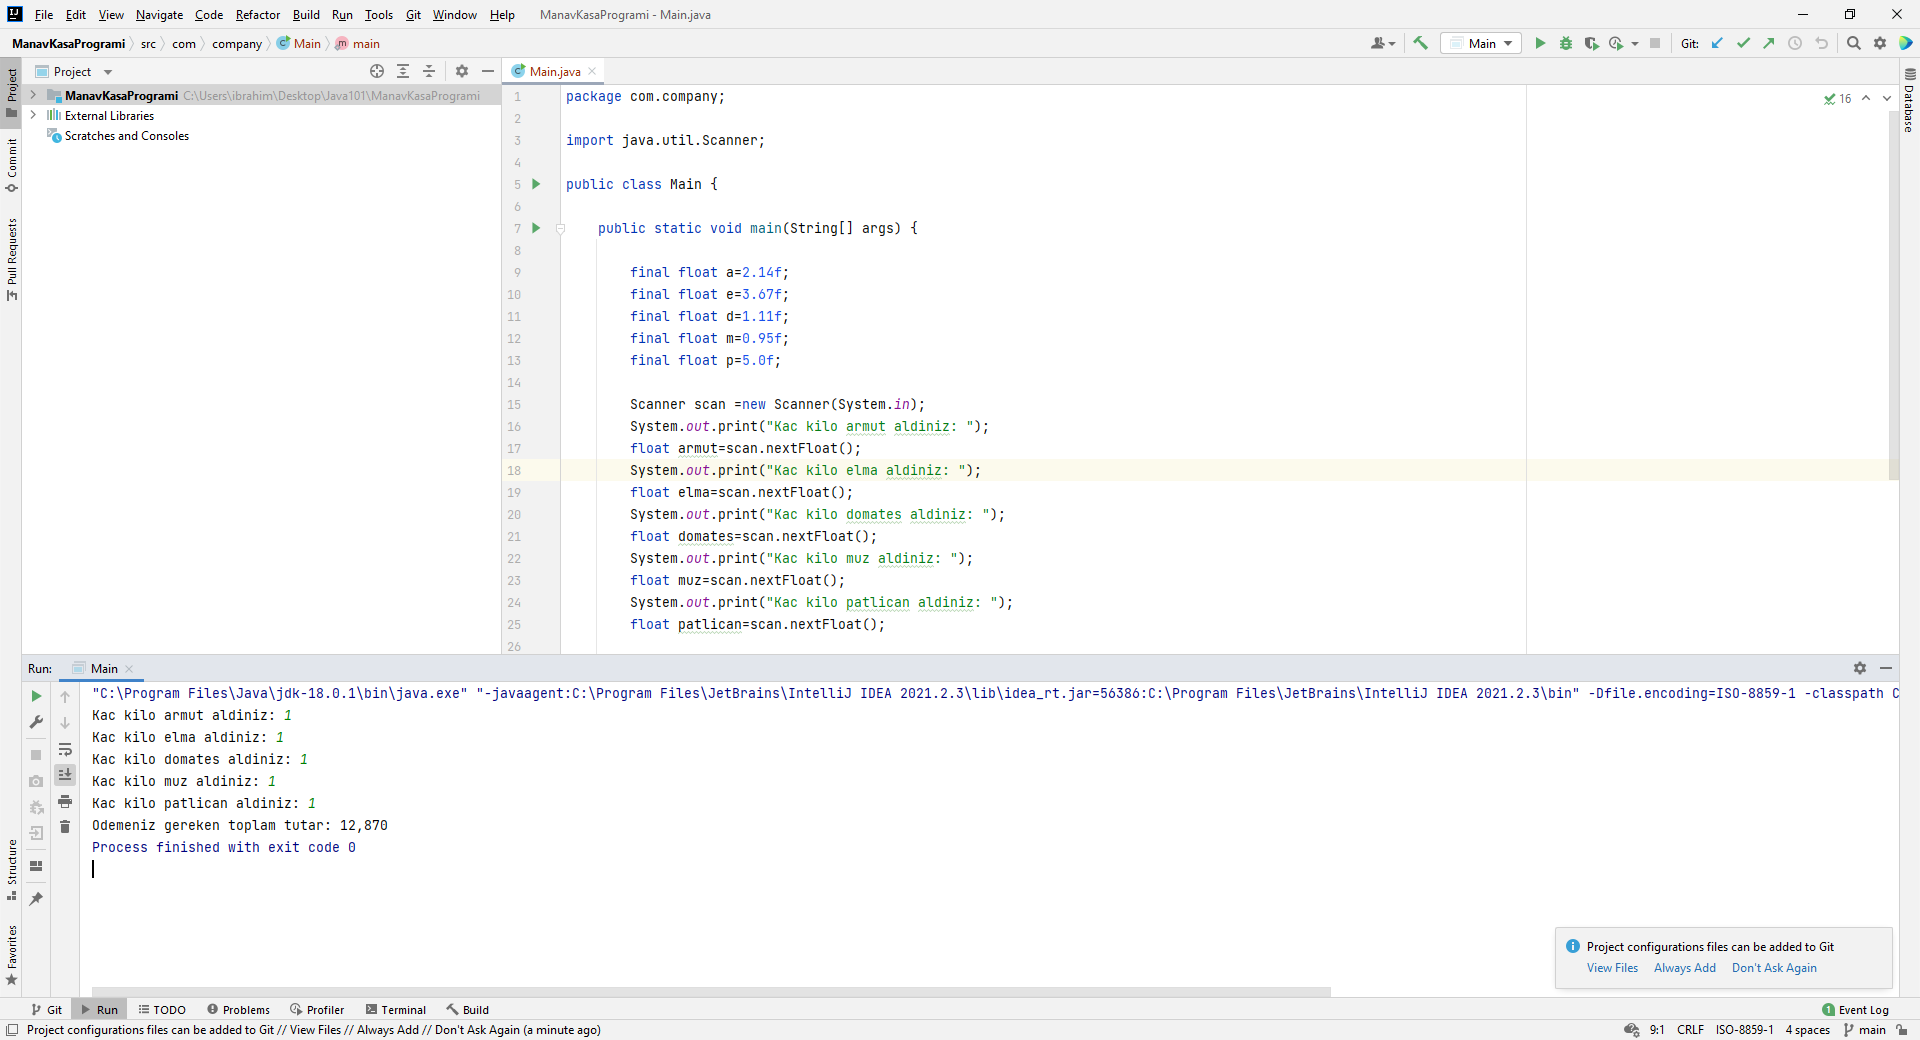 File Edit View Navigate Code Refactor Build Run Tools Git Window Help ManavKasaProgrami - Main.java
ManavKasaProgrami src com company Main main
Main Git:
Project
Main.java
ManavKasaProgrami C:\Users\ibrahim\Desktop\Java101\ManavKasaProgrami
External Libraries
Scratches and Consoles
Project
Commit
Pull Requests
Structure
Favorites
Database
16
1 package com.company;
2
3 import java.util.Scanner;
4
5 public class Main {
6
7 public static void main(String[] args) {
8
9 final float a=2.14f;
10 final float e=3.67f;
11 final float d=1.11f;
12 final float m=0.95f;
13 final float p=5.0f;
14
15 Scanner scan =new Scanner(System.in);
16 System.out.print("Kac kilo armut aldiniz: ");
17 float armut=scan.nextFloat();
18 System.out.print("Kac kilo elma aldiniz: ");
19 float elma=scan.nextFloat();
20 System.out.print("Kac kilo domates aldiniz: ");
21 float domates=scan.nextFloat();
22 System.out.print("Kac kilo muz aldiniz: ");
23 float muz=scan.nextFloat();
24 System.out.print("Kac kilo patlican aldiniz: ");
25 float patlican=scan.nextFloat();
26
Run: Main
"C:\Program Files\Java\jdk-18.0.1\bin\java.exe" "-javaagent:C:\Program Files\JetBrains\IntelliJ IDEA 2021.2.3\lib\idea_rt.jar=56386:C:\Program Files\JetBrains\IntelliJ IDEA 2021.2.3\bin" -Dfile.encoding=ISO-8859-1 -classpath C
Kac kilo armut aldiniz: 1
Kac kilo elma aldiniz: 1
Kac kilo domates aldiniz: 1
Kac kilo muz aldiniz: 1
Kac kilo patlican aldiniz: 1
Odemeniz gereken toplam tutar: 12,870
Process finished with exit code 0
Project configurations files can be added to Git
View Files Always Add Don't Ask Again
Git Run TODO Problems Profiler Terminal Build 1 Event Log
Project configurations files can be added to Git // View Files // Always Add // Don't Ask Again (a minute ago) 9:1 CRLF ISO-8859-1 4 spaces main